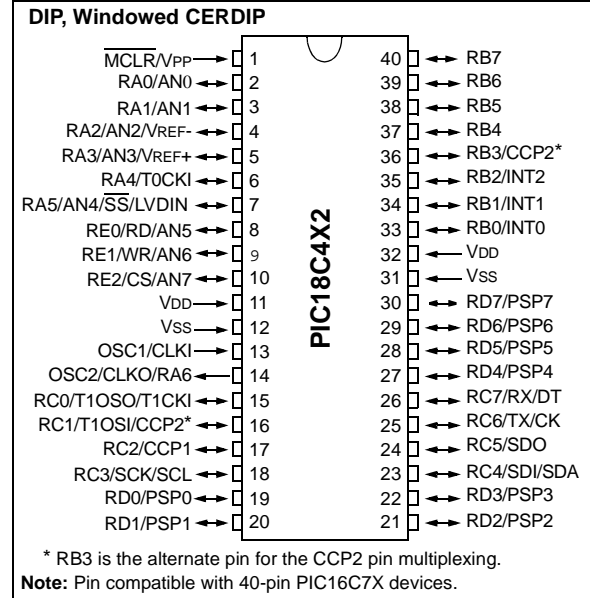 DIP, Windowed CERDIP
MCLR/VPP 1 40 RB7
RA0/AN0 2 39 RB6
RA1/AN1 3 38 RB5
RA2/AN2/VREF- 4 37 RB4
RA3/AN3/VREF+ 5 36 RB3/CCP2*
RA4/T0CKI 6 35 RB2/INT2
RA5/AN4/SS/LVDIN 7 34 RB1/INT1
RE0/RD/AN5 8 33 RB0/INT0
RE1/WR/AN6 9 32 VDD
RE2/CS/AN7 10 31 VSS
VDD 11 30 RD7/PSP7
VSS 12 29 RD6/PSP6
OSC1/CLKI 13 28 RD5/PSP5
OSC2/CLKO/RA6 14 27 RD4/PSP4
RC0/T1OSO/T1CKI 15 26 RC7/RX/DT
RC1/T1OSI/CCP2* 16 25 RC6/TX/CK
RC2/CCP1 17 24 RC5/SDO
RC3/SCK/SCL 18 23 RC4/SDI/SDA
RD0/PSP0 19 22 RD3/PSP3
RD1/PSP1 20 21 RD2/PSP2
PIC18C4X2
* RB3 is the alternate pin for the CCP2 pin multiplexing.
Note: Pin compatible with 40-pin PIC16C7X devices.